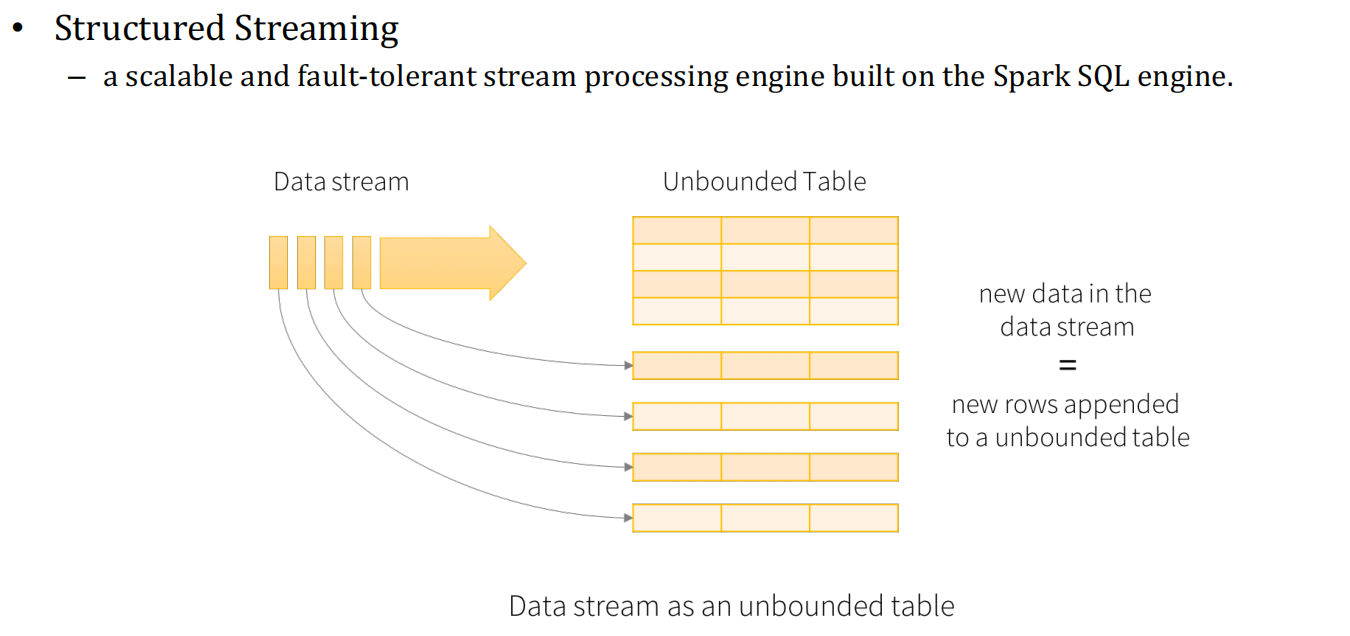 • Structured Streaming
– a scalable and fault-tolerant stream processing engine built on the Spark SQL engine.
Data stream
Unbounded Table
new data in the
data stream
=
new rows appended
to a unbounded table
Data stream as an unbounded table